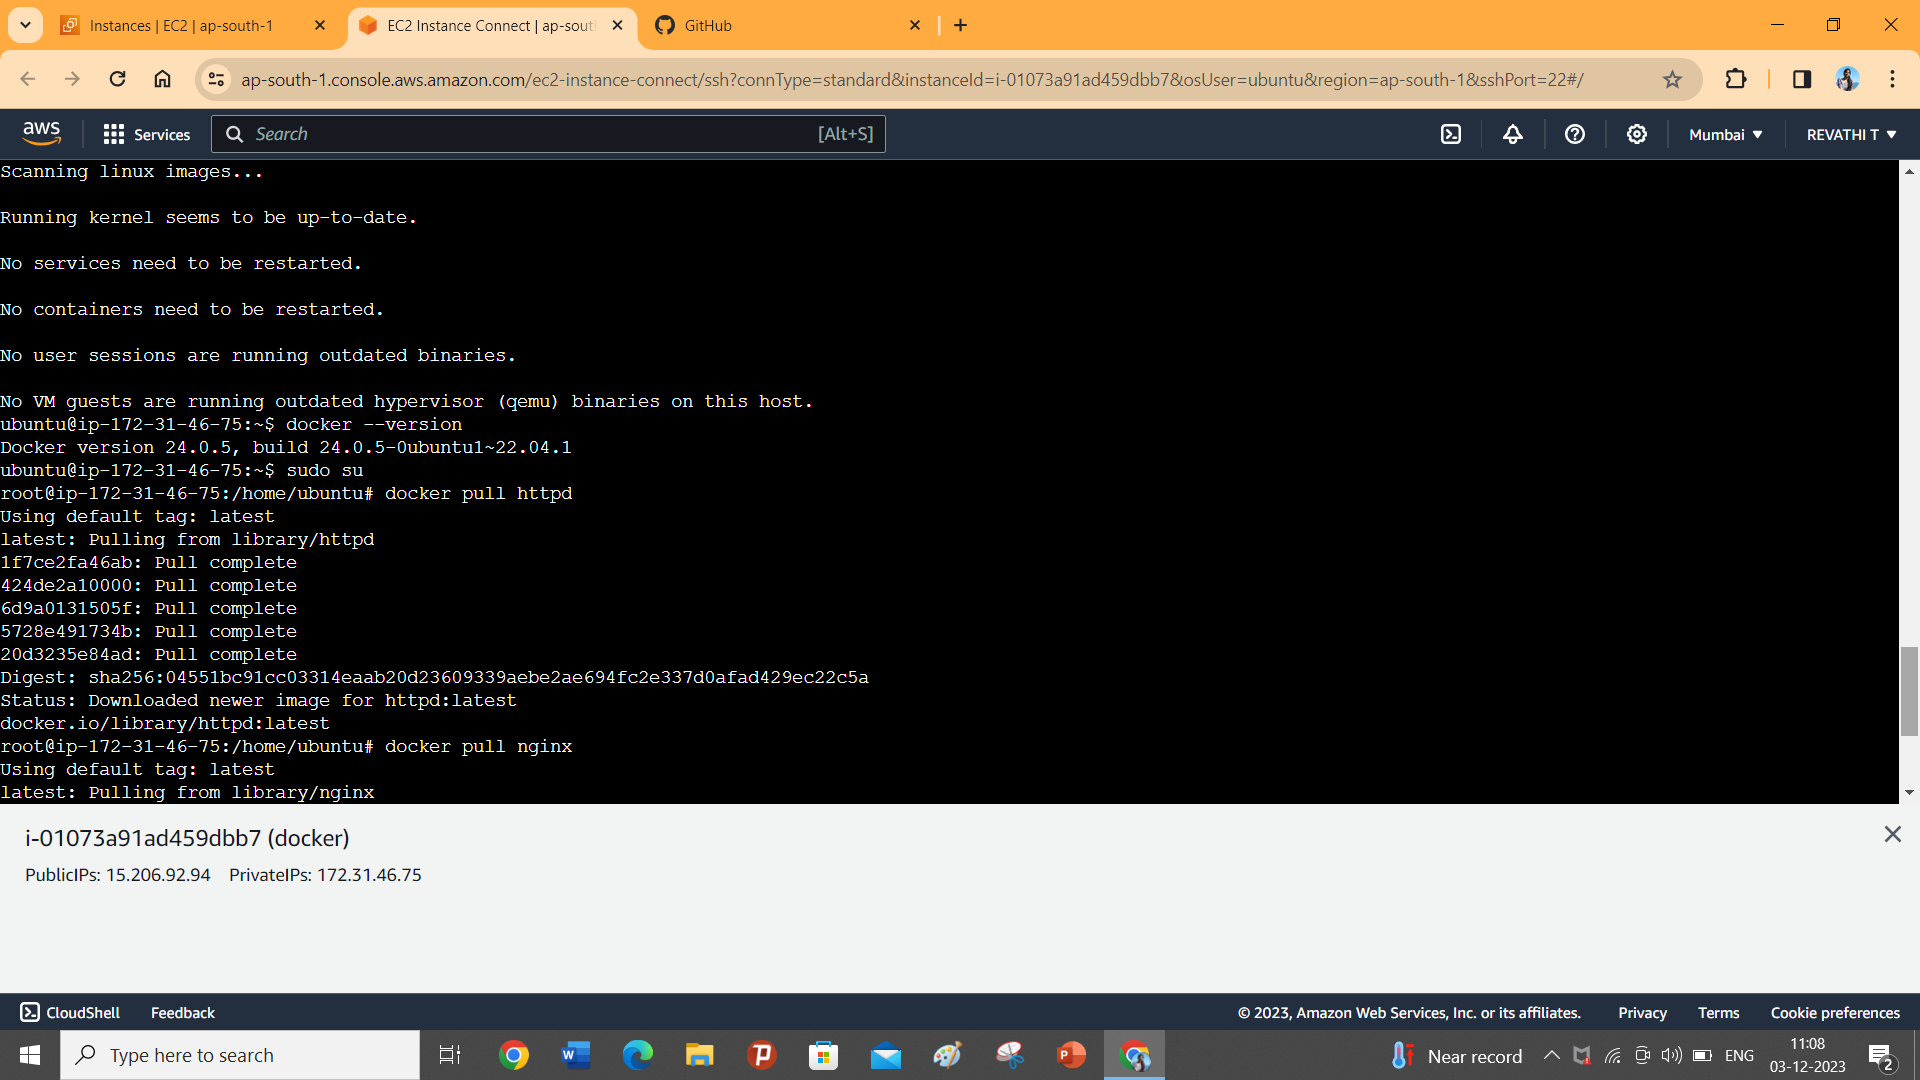 Instances | EC2 | ap-south-1
EC2 Instance Connect | ap-sout
GitHub
ap-south-1.console.aws.amazon.com/ec2-instance-connect/ssh?connType=standard&instanceId=i-01073a91ad459dbb7&osUser=ubuntu&region=ap-south-1&sshPort=22#/
aws Services Search [Alt+S] Mumbai REVATHI T
Scanning linux images...
Running kernel seems to be up-to-date.
No services need to be restarted.
No containers need to be restarted.
No user sessions are running outdated binaries.
No VM guests are running outdated hypervisor (qemu) binaries on this host.
ubuntu@ip-172-31-46-75:~$ docker --version
Docker version 24.0.5, build 24.0.5-0ubuntu1~22.04.1
ubuntu@ip-172-31-46-75:~$ sudo su
root@ip-172-31-46-75:/home/ubuntu# docker pull httpd
Using default tag: latest
latest: Pulling from library/httpd
1f7ce2fa46ab: Pull complete
424de2a10000: Pull complete
6d9a0131505f: Pull complete
5728e491734b: Pull complete
20d3235e84ad: Pull complete
Digest: sha256:04551bc91cc03314eaab20d23609339aebe2ae694fc2e337d0afad429ec22c5a
Status: Downloaded newer image for httpd:latest
docker.io/library/httpd:latest
root@ip-172-31-46-75:/home/ubuntu# docker pull nginx
Using default tag: latest
latest: Pulling from library/nginx
i-01073a91ad459dbb7 (docker)
PublicIPs: 15.206.92.94 PrivateIPs: 172.31.46.75
CloudShell Feedback © 2023, Amazon Web Services, Inc. or its affiliates. Privacy Terms Cookie preferences
Type here to search
Near record
ENG
11:08
03-12-2023
2